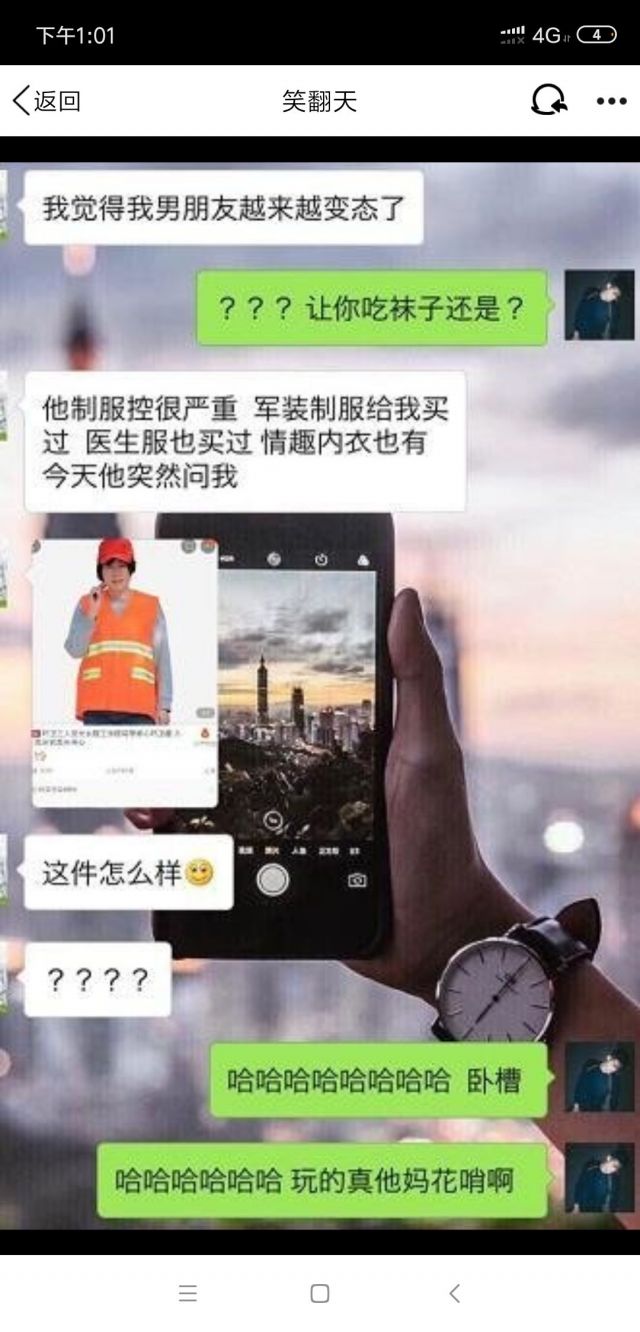 下午1:01
4G
4
返回
笑翻天
我觉得我男朋友越来越变态了
？？？ 让你吃袜子还是？
他制服控很严重 军装制服给我买
过 医生服也买过 情趣内衣也有
今天他突然问我
这件怎么样
？？？？
哈哈哈哈哈哈哈哈 卧槽
哈哈哈哈哈哈 玩的真他妈花哨啊